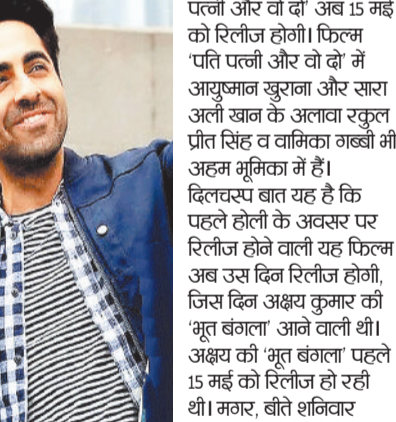 पत्नी और वो दो' अब 15 मई
को रिलीज होगी। फिल्म
'पति पत्नी और वो दो' में
आयुष्मान खुराना और सारा
अली खान के अलावा रकुल
प्रीत सिंह व वामिका गब्बी भी
अहम भूमिका में हैं।
दिलचस्प बात यह है कि
पहले होली के अवसर पर
रिलीज होने वाली यह फिल्म
अब उस दिन रिलीज होगी,
जिस दिन अक्षय कुमार की
'भूत बंगला' आने वाली थी।
अक्षय की 'भूत बंगला' पहले
15 मई को रिलीज हो रही
थी। मगर, बीते शनिवार